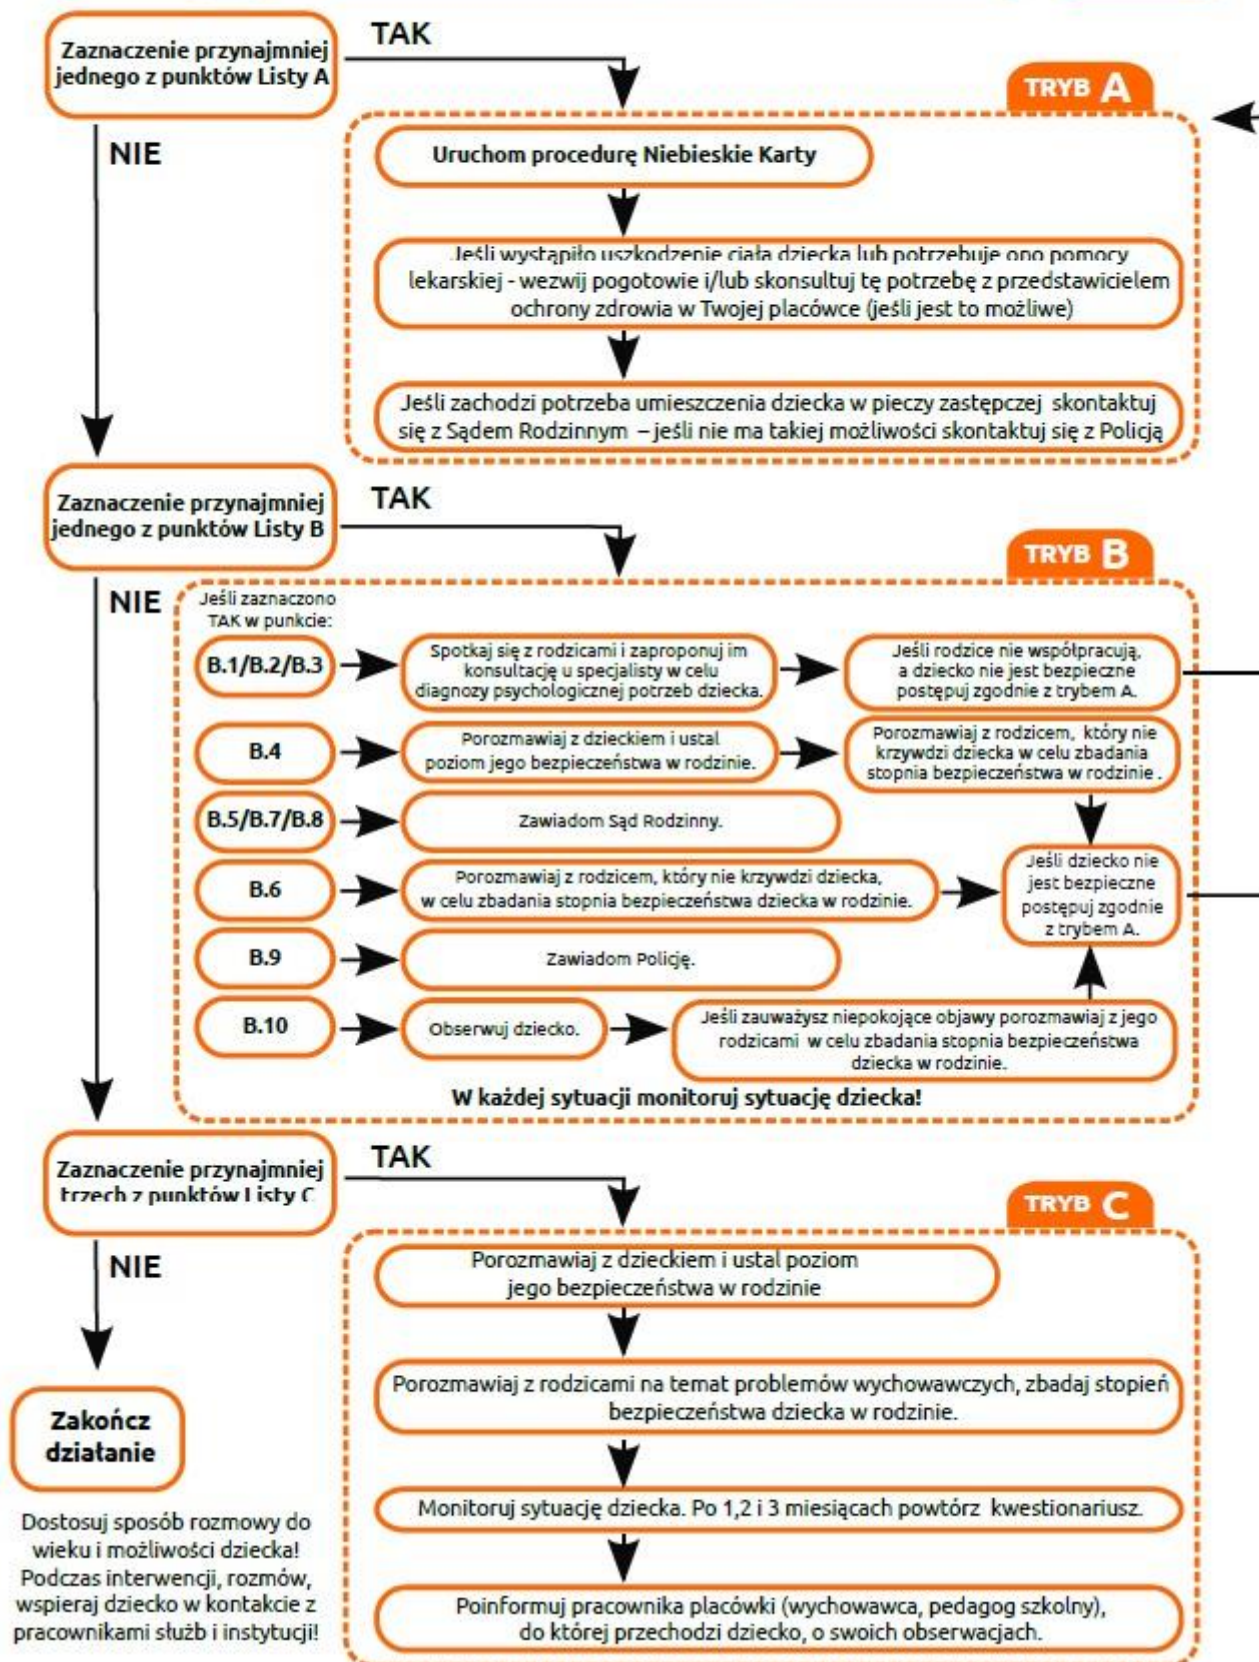 Zaznaczenie przynajmniej
jednego z punktów Listy A
TAK
NIE
TRYB A
Uruchom procedurę Niebieskie Karty
Jeśli wystąpiło uszkodzenie ciała dziecka lub potrzebuje ono pomocy
lekarskiej - wezwij pogotowie i/lub skonsultuj tę potrzebę z przedstawicielem
ochrony zdrowia w Twojej placówce (jeśli jest to możliwe)
Jeśli zachodzi potrzeba umieszczenia dziecka w pieczy zastępczej skontaktuj
się z Sądem Rodzinnym – jeśli nie ma takiej możliwości skontaktuj się z Policją
Zaznaczenie przynajmniej
jednego z punktów Listy B
TAK
NIE
TRYB B
Jeśli zaznaczono
TAK w punkcie:
B.1/B.2/B.3
Spotkaj się z rodzicami i zaproponuj im
konsultację u specjalisty w celu
diagnozy psychologicznej potrzeb dziecka.
Jeśli rodzice nie współpracują,
a dziecko nie jest bezpieczne
postępuj zgodnie z trybem A.
B.4
Porozmawiaj z dzieckiem i ustal
poziom jego bezpieczeństwa w rodzinie.
Porozmawiaj z rodzicem, który nie
krzywdzi dziecka w celu zbadania
stopnia bezpieczeństwa w rodzinie .
B.5/B.7/B.8
Zawiadom Sąd Rodzinny.
B.6
Porozmawiaj z rodzicem, który nie krzywdzi dziecka,
w celu zbadania stopnia bezpieczeństwa dziecka w rodzinie.
Jeśli dziecko nie
jest bezpieczne
postępuj zgodnie
z trybem A.
B.9
Zawiadom Policję.
B.10
Obserwuj dziecko.
Jeśli zauważysz niepokojące objawy porozmawiaj z jego
rodzicami w celu zbadania stopnia bezpieczeństwa
dziecka w rodzinie.
W każdej sytuacji monitoruj sytuację dziecka!
Zaznaczenie przynajmniej
trzech z punktów Listy C
TAK
NIE
TRYB C
Porozmawiaj z dzieckiem i ustal poziom
jego bezpieczeństwa w rodzinie
Porozmawiaj z rodzicami na temat problemów wychowawczych, zbadaj stopień
bezpieczeństwa dziecka w rodzinie.
Monitoruj sytuację dziecka. Po 1,2 i 3 miesiącach powtórz kwestionariusz.
Poinformuj pracownika placówki (wychowawca, pedagog szkolny),
do której przechodzi dziecko, o swoich obserwacjach.
Zakończ
działanie
Dostosuj sposób rozmowy do
wieku i możliwości dziecka!
Podczas interwencji, rozmów,
wspieraj dziecko w kontakcie z
pracownikami służb i instytucji!